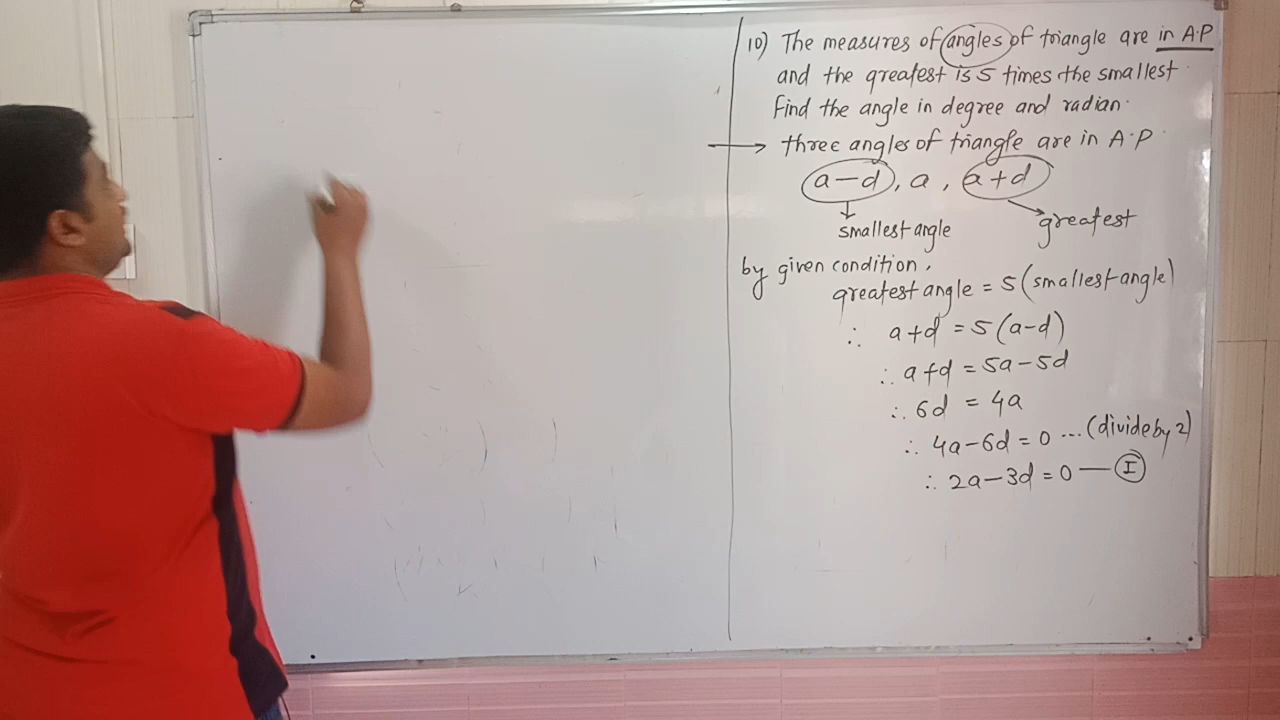 10) The measures of angles of triangle are in A.P
and the greatest is 5 times the smallest.
Find the angle in degree and radian.
→ three angles of triangle are in A.P.
a-d, a, a+d
smallest angle greatest
by given condition,
greatest angle = 5 (smallest angle)
∴ a+d = 5(a-d)
∴ a+d = 5a-5d
∴ 6d = 4a
∴ 4a-6d = 0 ... (divide by 2)
∴ 2a-3d = 0 — I